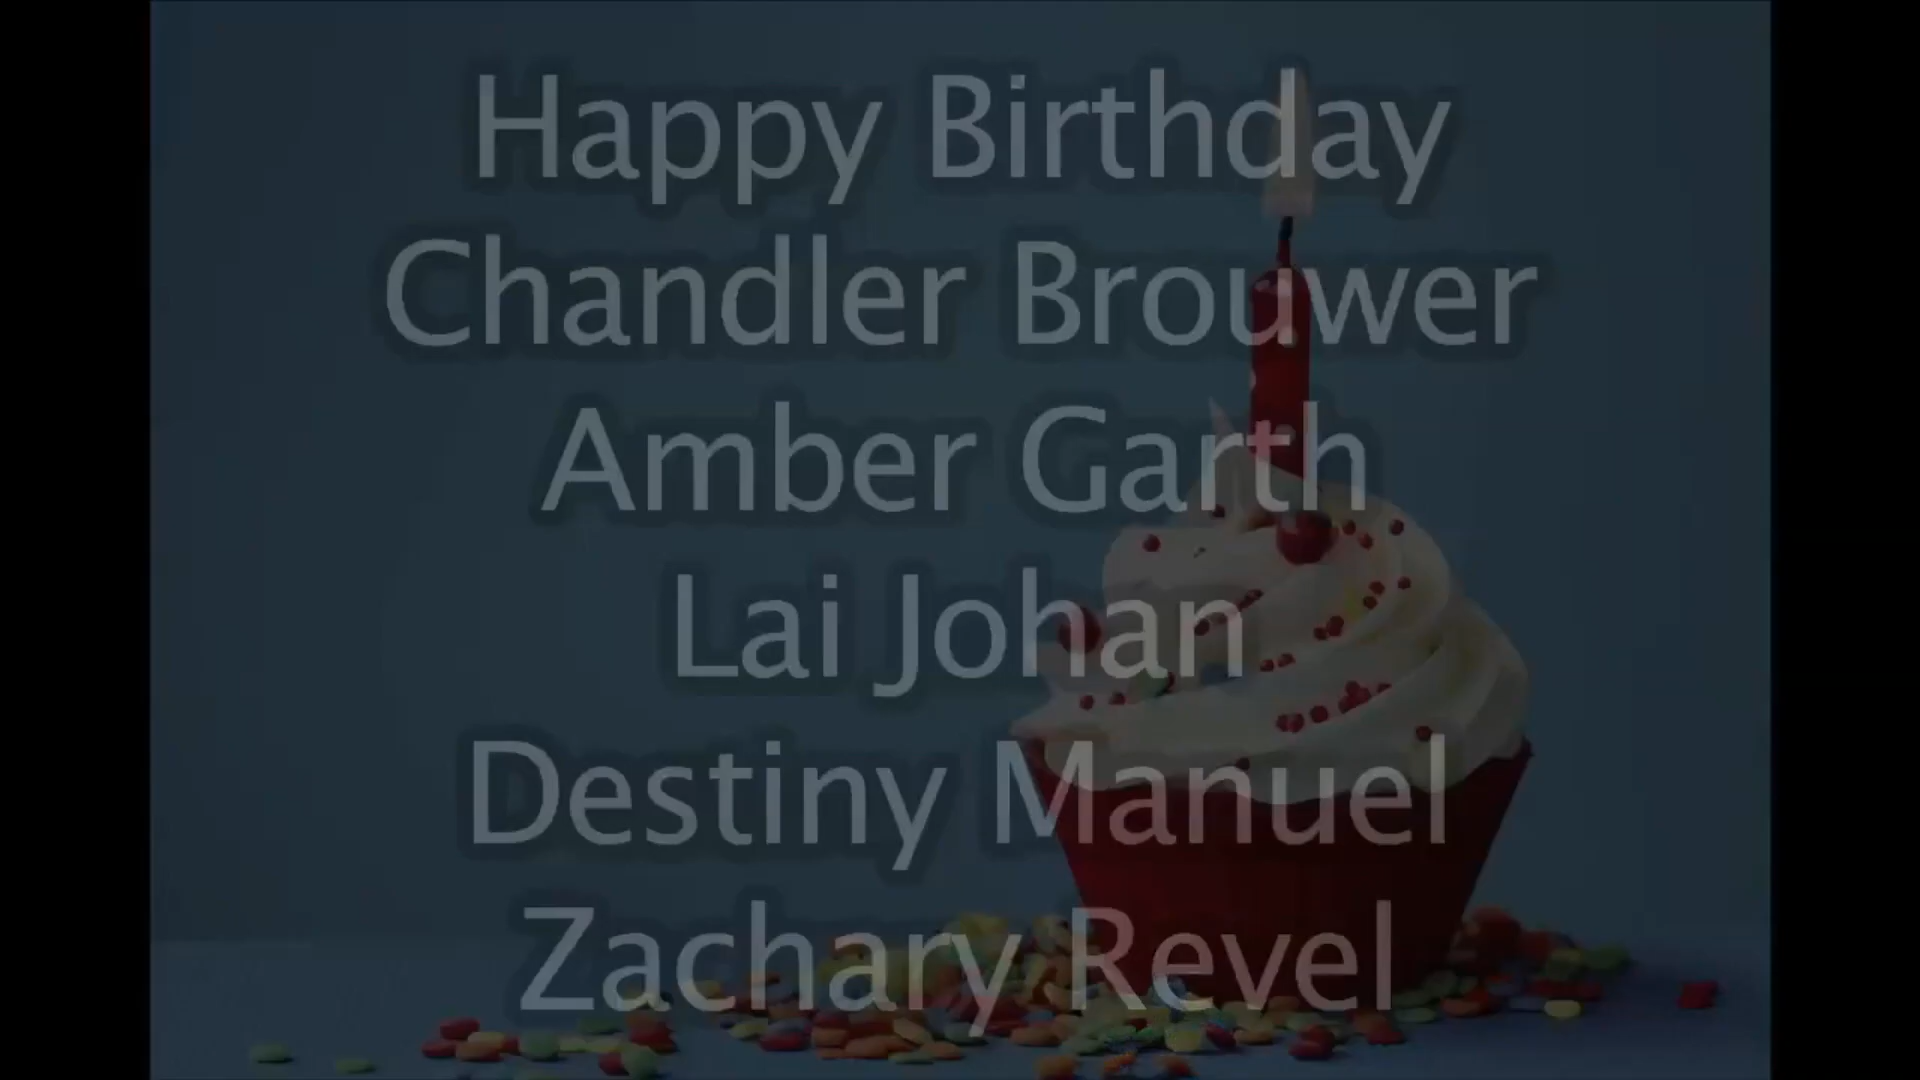 Happy Birthday
Chandler Brouwer
Amber Garth
Lai Johan
Destiny Manuel
Zachary Revel